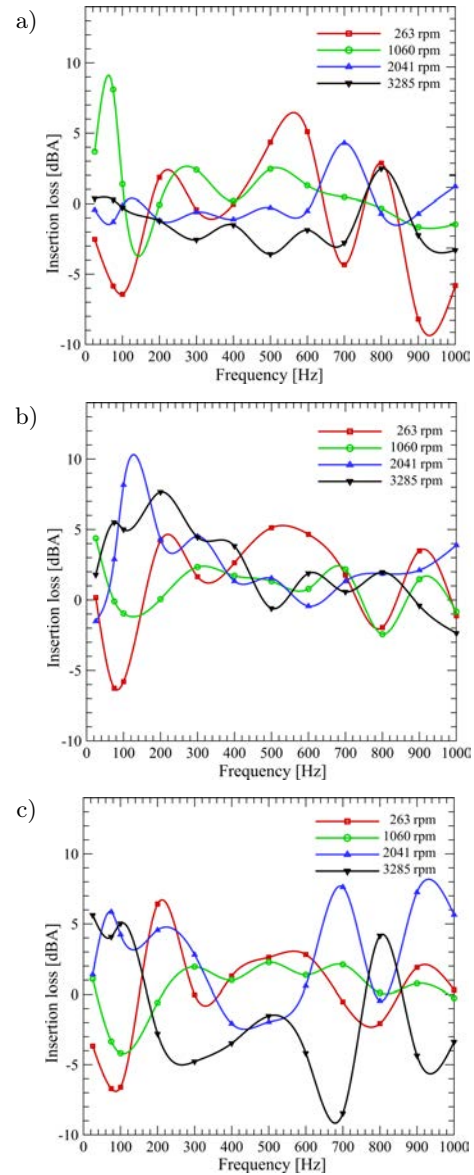 a)
263 rpm
1060 rpm
2041 rpm
3285 rpm
Insertion loss [dBA]
10
5
0
-5
-10
0 100 200 300 400 500 600 700 800 900 1000
Frequency [Hz]
b)
263 rpm
1060 rpm
2041 rpm
3285 rpm
Insertion loss [dBA]
10
5
0
-5
-10
0 100 200 300 400 500 600 700 800 900 1000
Frequency [Hz]
c)
263 rpm
1060 rpm
2041 rpm
3285 rpm
Insertion loss [dBA]
10
5
0
-5
-10
0 100 200 300 400 500 600 700 800 900 1000
Frequency [Hz]